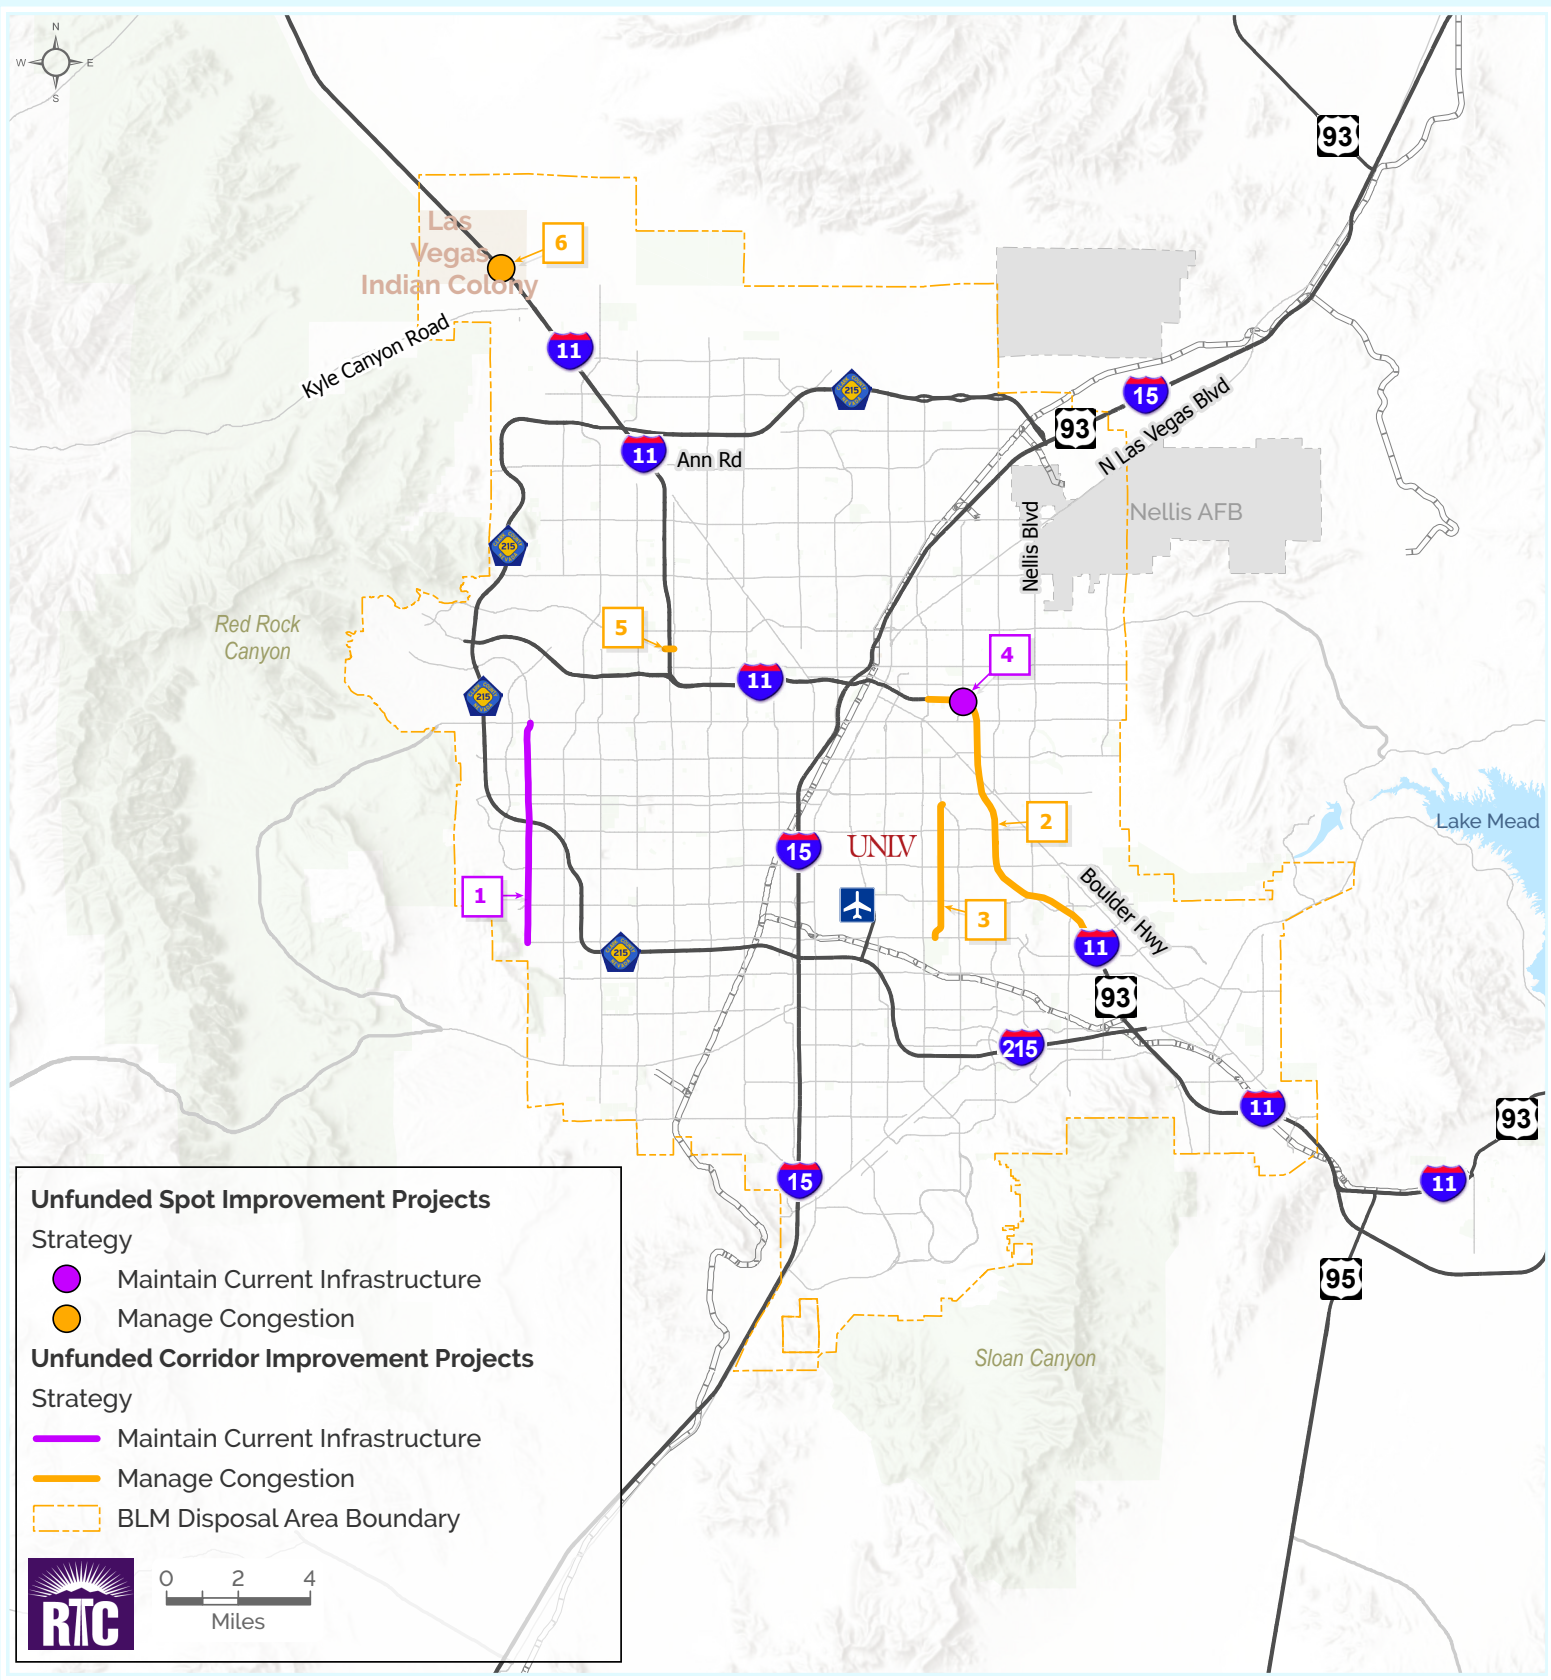 N
W
E
S
93
Las
Vegas
Indian Colony
6
Kyle Canyon Road
11
215
15
93
N Las Vegas Blvd
11
Ann Rd
Nellis Blvd
Nellis AFB
215
Red Rock
Canyon
5
4
11
215
2
Lake Mead
15
UNLV
1
3
Boulder Hwy
11
215
93
215
11
93
15
11
95
Sloan Canyon
Unfunded Spot Improvement Projects
Strategy
Maintain Current Infrastructure
Manage Congestion
Unfunded Corridor Improvement Projects
Strategy
Maintain Current Infrastructure
Manage Congestion
BLM Disposal Area Boundary
RTC
0 2 4
Miles